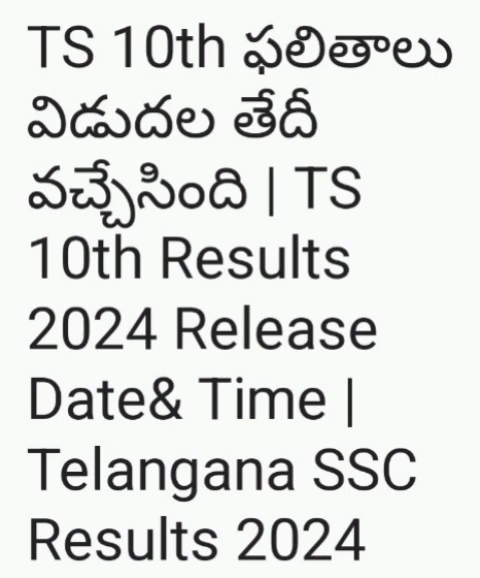 TS 10th ఫలితాలు
విడుదల తేదీ
వచ్చేసింది | TS
10th Results
2024 Release
Date& Time |
Telangana SSC
Results 2024